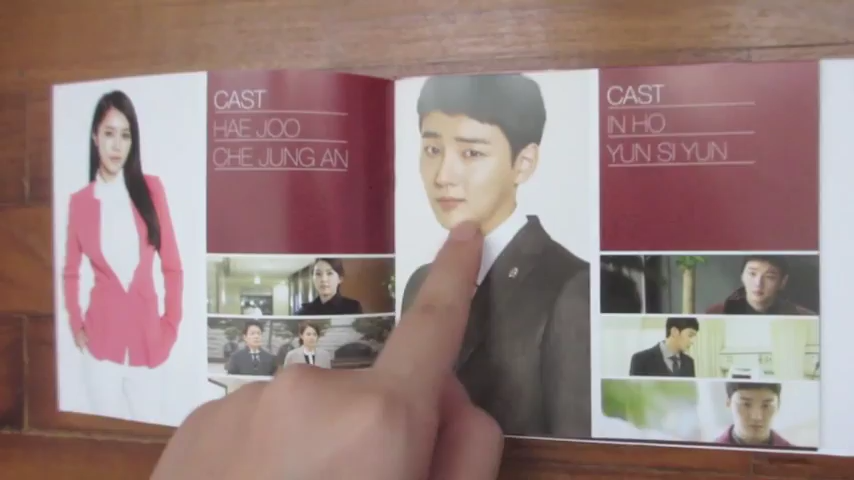 CAST
HAE JOO
CHE JUNG AN
CAST
IN HO
YUN SI YUN